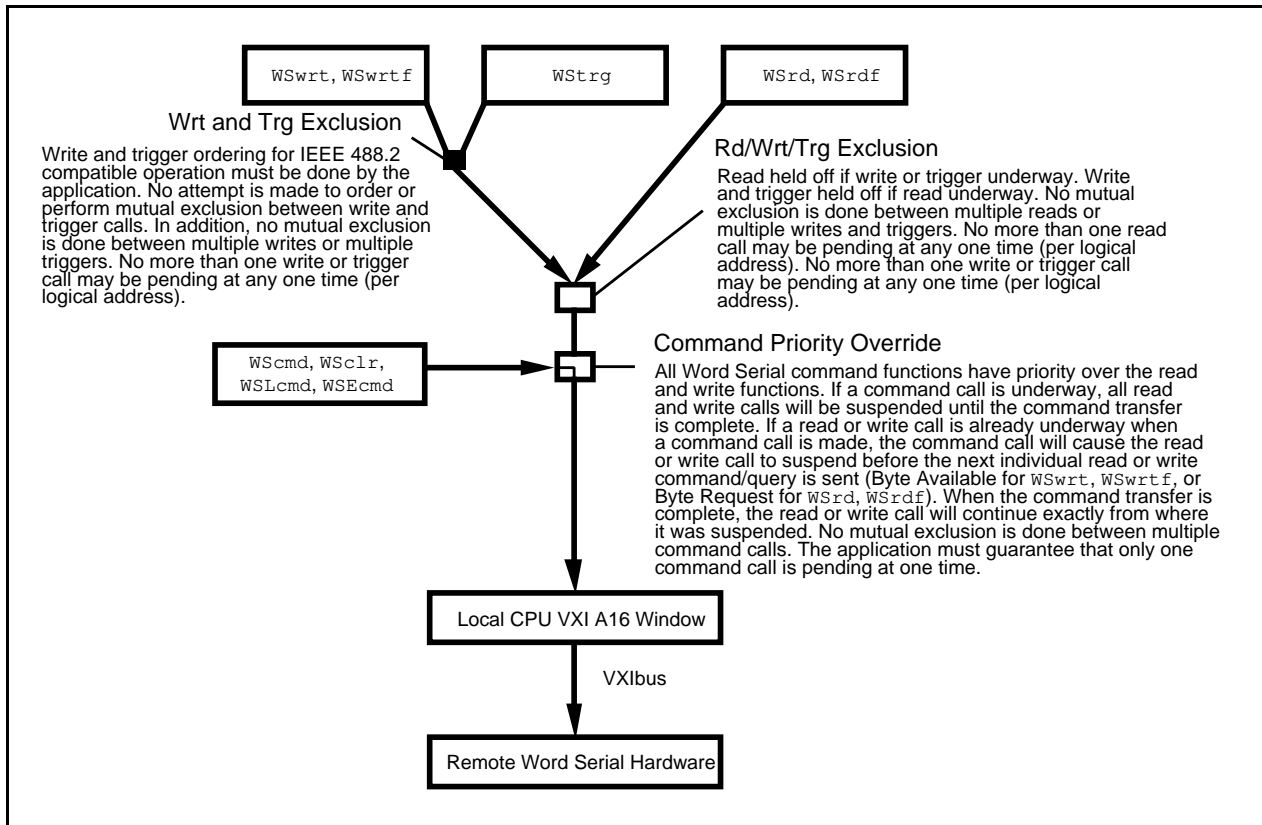 WSwrt, WSwrtf
WStrg
WSrd, WSrdf
Wrt and Trg Exclusion
Write and trigger ordering for IEEE 488.2
compatible operation must be done by the
application. No attempt is made to order or
perform mutual exclusion between write and
trigger calls. In addition, no mutual exclusion
is done between multiple writes or multiple
triggers. No more than one write or trigger
call may be pending at any one time (per
logical address).
Rd/Wrt/Trg Exclusion
Read held off if write or trigger underway. Write
and trigger held off if read underway. No mutual
exclusion is done between multiple reads or
multiple writes and triggers. No more than one read
call may be pending at any one time (per logical
address). No more than one write or trigger call
may be pending at any one time (per logical
address).
WScmd, WSclr,
WSLcmd, WSEcmd
Command Priority Override
All Word Serial command functions have priority over the read
and write functions. If a command call is underway, all read
and write calls will be suspended until the command transfer
is complete. If a read or write call is already underway when
a command call is made, the command call will cause the read
or write call to suspend before the next individual read or write
command/query is sent (Byte Available for WSwrt, WSwrtf, or
Byte Request for WSrd, WSrdf). When the command transfer is
complete, the read or write call will continue exactly from where
it was suspended. No mutual exclusion is done between multiple
command calls. The application must guarantee that only one
command call is pending at one time.
Local CPU VXI A16 Window
VXIbus
Remote Word Serial Hardware